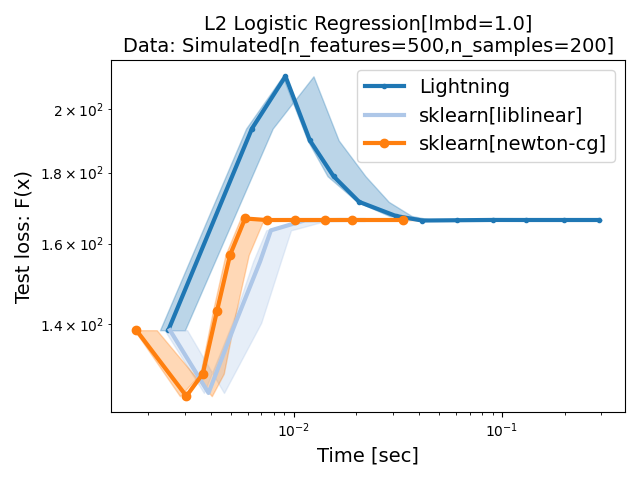 L2 Logistic Regression[lmbd=1.0]
Data: Simulated[n_features=500,n_samples=200]
Test loss: F(x)
2 × 10²
1.8 × 10²
1.6 × 10²
1.4 × 10²
Lightning
sklearn[liblinear]
sklearn[newton-cg]
10⁻² 10⁻¹
Time [sec]